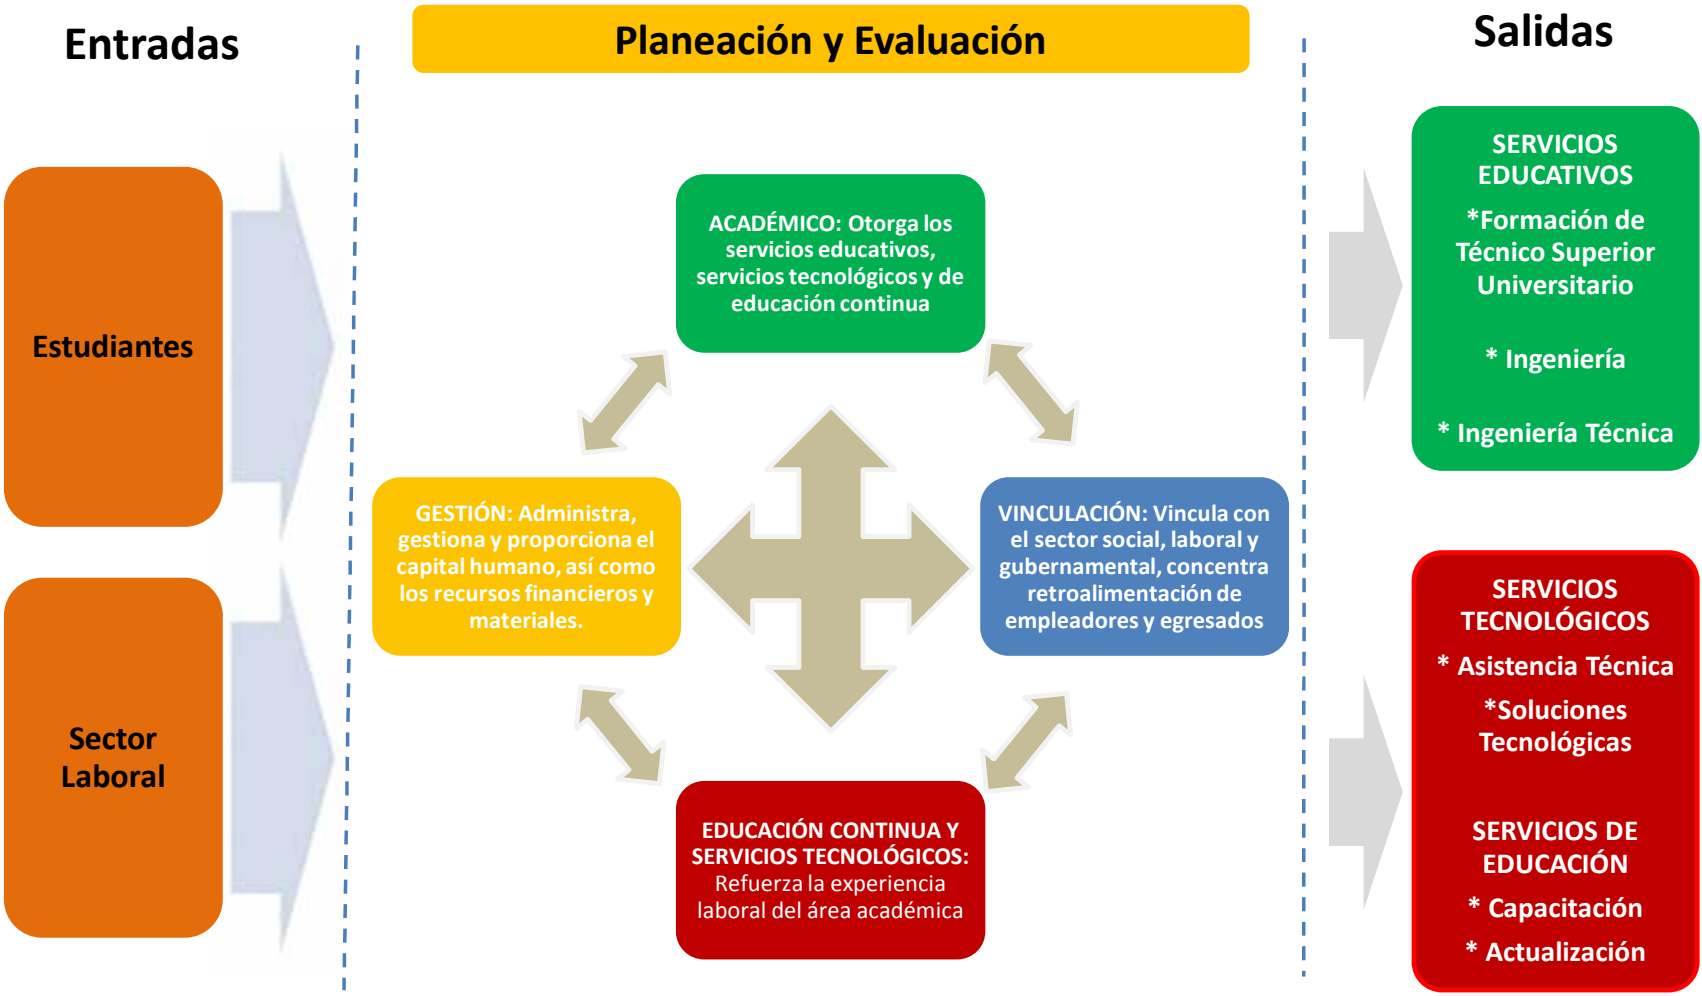 Entradas
Planeación y Evaluación
Salidas
Estudiantes
Sector
Laboral
ACADÉMICO: Otorga los
servicios educativos,
servicios tecnológicos y de
educación continua
GESTIÓN: Administra,
gestiona y proporciona el
capital humano, así como
los recursos financieros y
materiales.
VINCULACIÓN: Vincula con
el sector social, laboral y
gubernamental, concentra
retroalimentación de
empleadores y egresados
EDUCACIÓN CONTINUA Y
SERVICIOS TECNOLÓGICOS:
Refuerza la experiencia
laboral del área académica
SERVICIOS
EDUCATIVOS
*Formación de
Técnico Superior
Universitario
* Ingeniería
* Ingeniería Técnica
SERVICIOS
TECNOLÓGICOS
* Asistencia Técnica
*Soluciones
Tecnológicas
SERVICIOS DE
EDUCACIÓN
* Capacitación
* Actualización